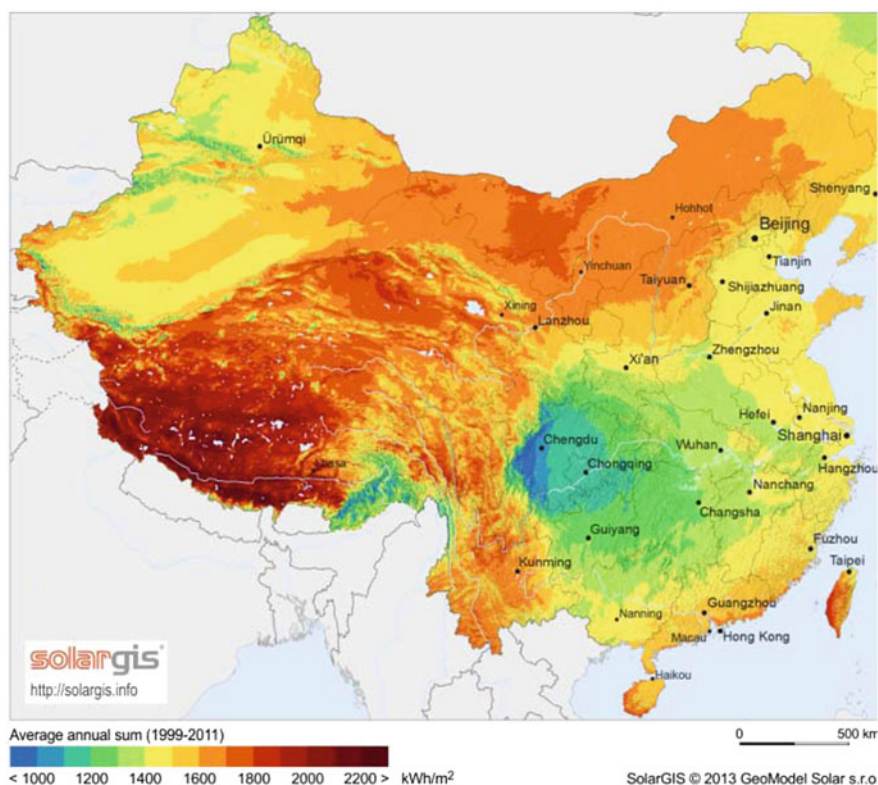 Ürümqi
Shenyang
Hohhot
Beijing
Yinchuan
Tianjin
Taiyuan
Shijiazhuang
Xining
Jinan
Lanzhou
Zhengzhou
Xi'an
Hefei
Nanjing
Shanghai
Chengdu
Wuhan
Hangzhou
Lhasa
Chongqing
Nanchang
Changsha
Guiyang
Fuzhou
Kunming
Taipei
Guangzhou
Nanning
Macau
Hong Kong
Haikou
solargis
http://solargis.info
Average annual sum (1999-2011)
0 500 km
< 1000 1200 1400 1600 1800 2000 2200 > kWh/m²
SolarGIS © 2013 GeoModel Solar s.r.o